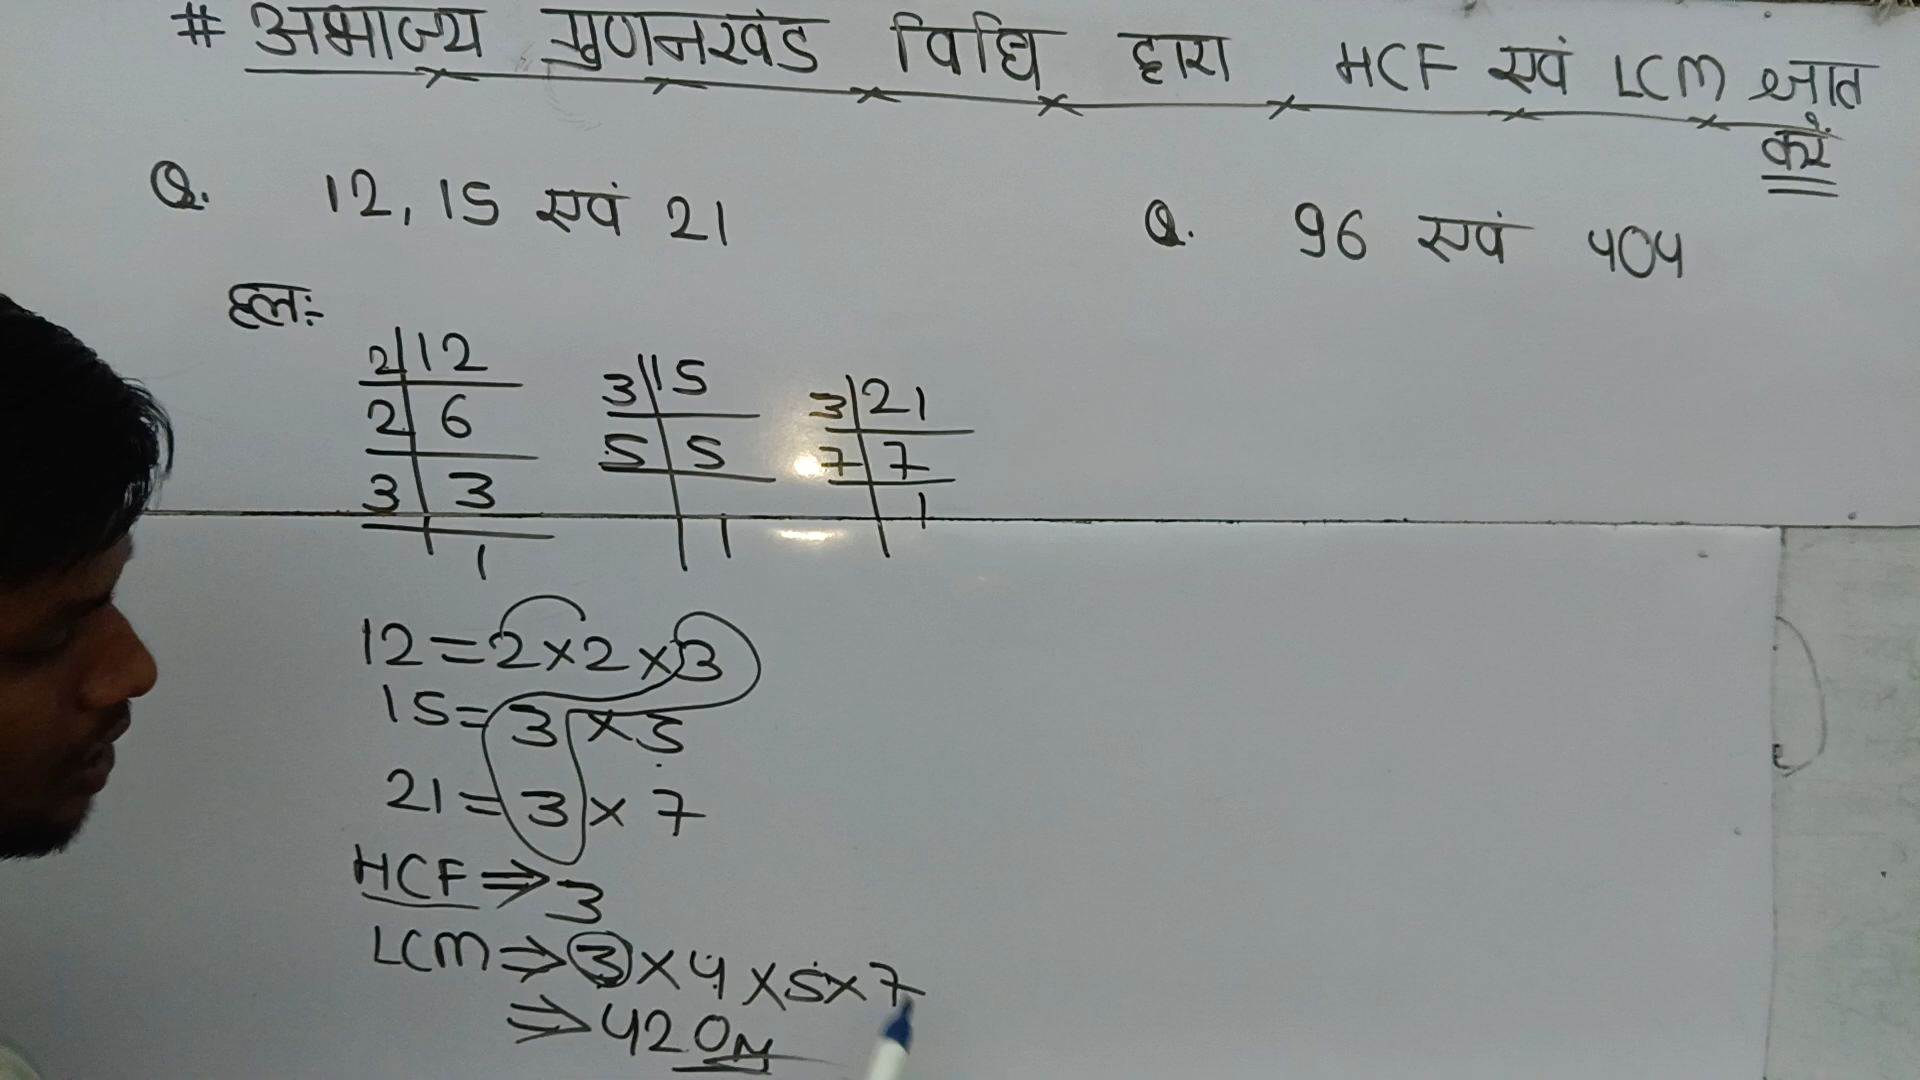 # अभाज्य गुणनखंड विधि द्वारा HCF एवं LCM ज्ञात
करें
Q. 12, 15 एवं 21
Q. 96 एवं 404
हलः-
2 | 12
2 | 6
3 | 3
1
3 | 15
5 | 5
1
3 | 21
7 | 7
1
12 = 2 × 2 × 3
15 = 3 × 5
21 = 3 × 7
HCF ⇒ 3
LCM ⇒ 3 × 4 × 5 × 7
⇒ 420